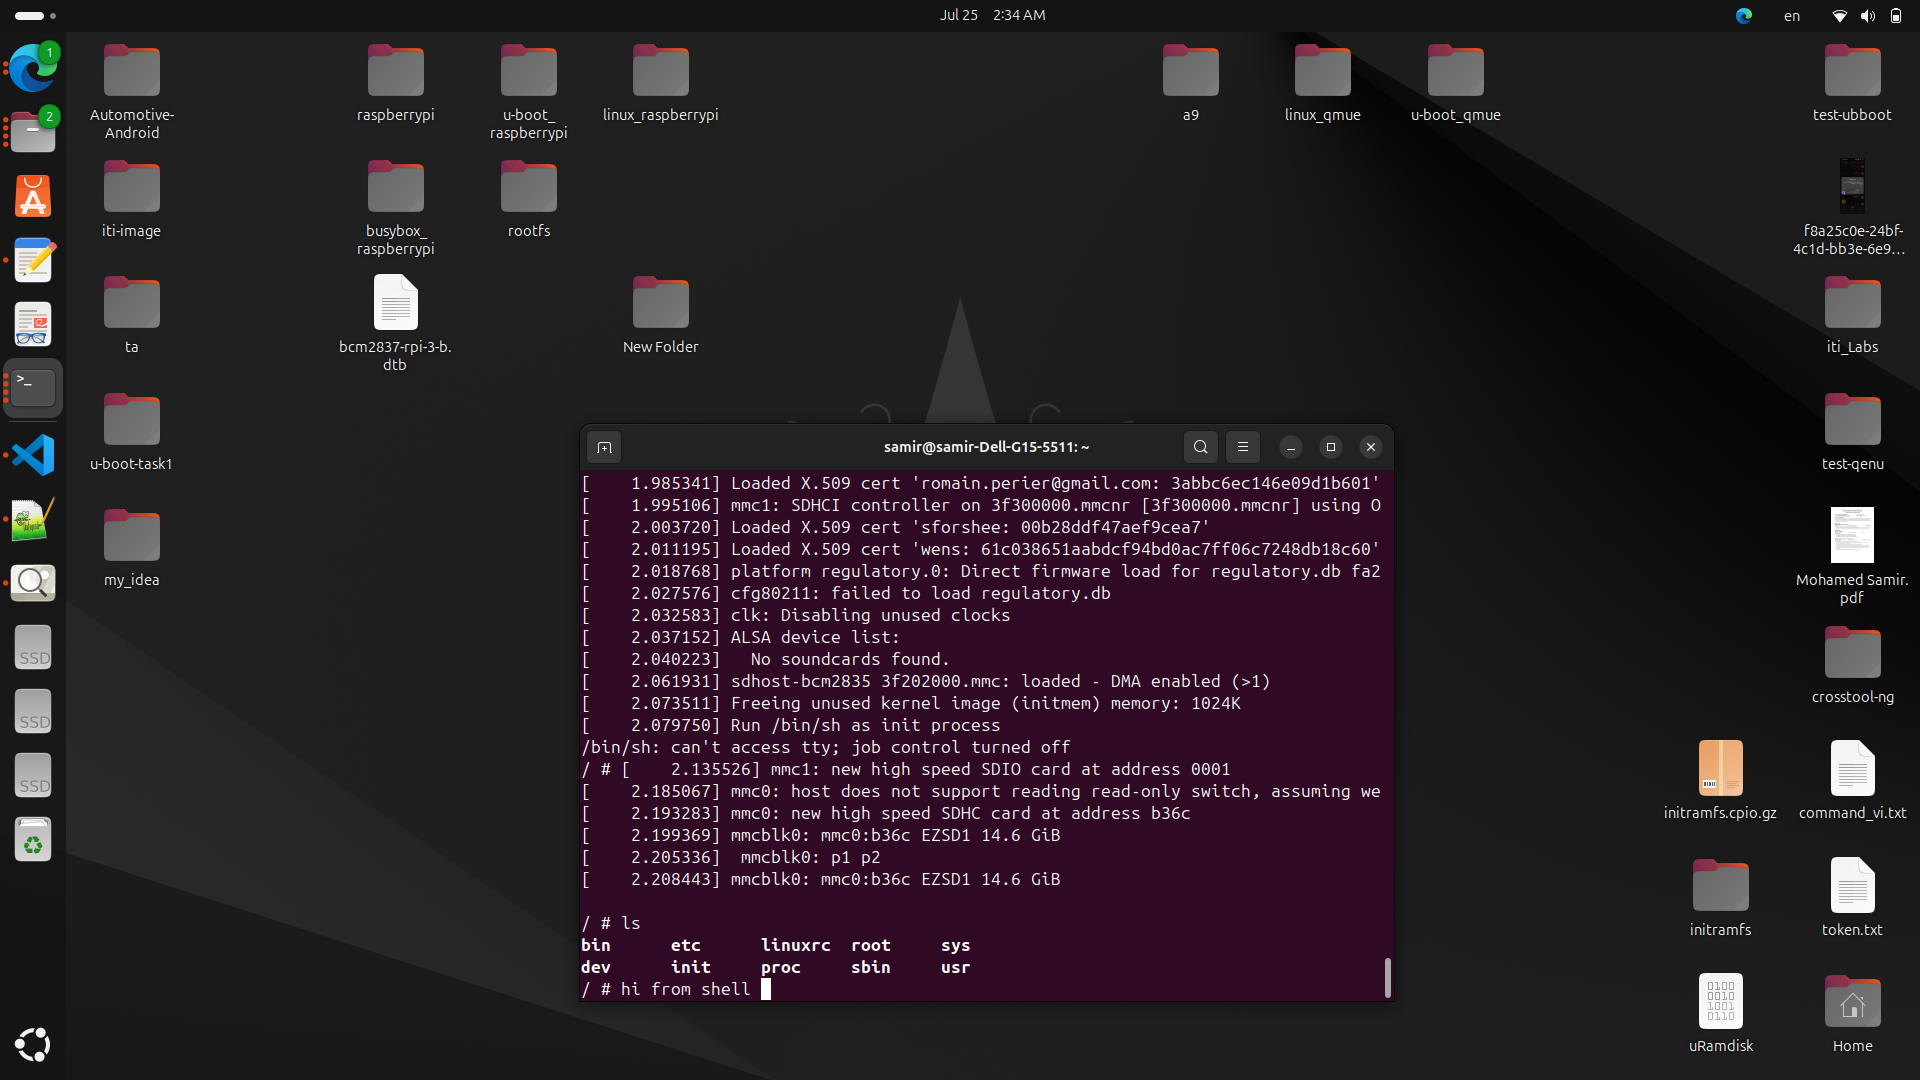 Jul 25 2:34 AM
en
1
2
SSD
SSD
SSD
Automotive-
Android
raspberrypi
u-boot_
raspberrypi
linux_raspberrypi
a9
linux_qmue
u-boot_qmue
test-ubboot
iti-image
busybox_
raspberrypi
rootfs
f8a25c0e-24bf-
4c1d-bb3e-6e9…
ta
bcm2837-rpi-3-b.
dtb
New Folder
iti_Labs
u-boot-task1
test-qenu
my_idea
Mohamed Samir.
pdf
crosstool-ng
initramfs.cpio.gz
command_vi.txt
initramfs
token.txt
uRamdisk
Home
samir@samir-Dell-G15-5511: ~
[    1.985341] Loaded X.509 cert 'romain.perier@gmail.com: 3abbc6ec146e09d1b601'
[    1.995106] mmc1: SDHCI controller on 3f300000.mmcnr [3f300000.mmcnr] using O
[    2.003720] Loaded X.509 cert 'sforshee: 00b28ddf47aef9cea7'
[    2.011195] Loaded X.509 cert 'wens: 61c038651aabdcf94bd0ac7ff06c7248db18c60'
[    2.018768] platform regulatory.0: Direct firmware load for regulatory.db fa2
[    2.027576] cfg80211: failed to load regulatory.db
[    2.032583] clk: Disabling unused clocks
[    2.037152] ALSA device list:
[    2.040223]   No soundcards found.
[    2.061931] sdhost-bcm2835 3f202000.mmc: loaded - DMA enabled (>1)
[    2.073511] Freeing unused kernel image (initmem) memory: 1024K
[    2.079750] Run /bin/sh as init process
/bin/sh: can't access tty; job control turned off
/ # [    2.135526] mmc1: new high speed SDIO card at address 0001
[    2.185067] mmc0: host does not support reading read-only switch, assuming we
[    2.193283] mmc0: new high speed SDHC card at address b36c
[    2.199369] mmcblk0: mmc0:b36c EZSD1 14.6 GiB
[    2.205336]  mmcblk0: p1 p2
[    2.208443] mmcblk0: mmc0:b36c EZSD1 14.6 GiB
/ # ls
bin      etc      linuxrc  root     sys
dev      init     proc     sbin     usr
/ # hi from shell